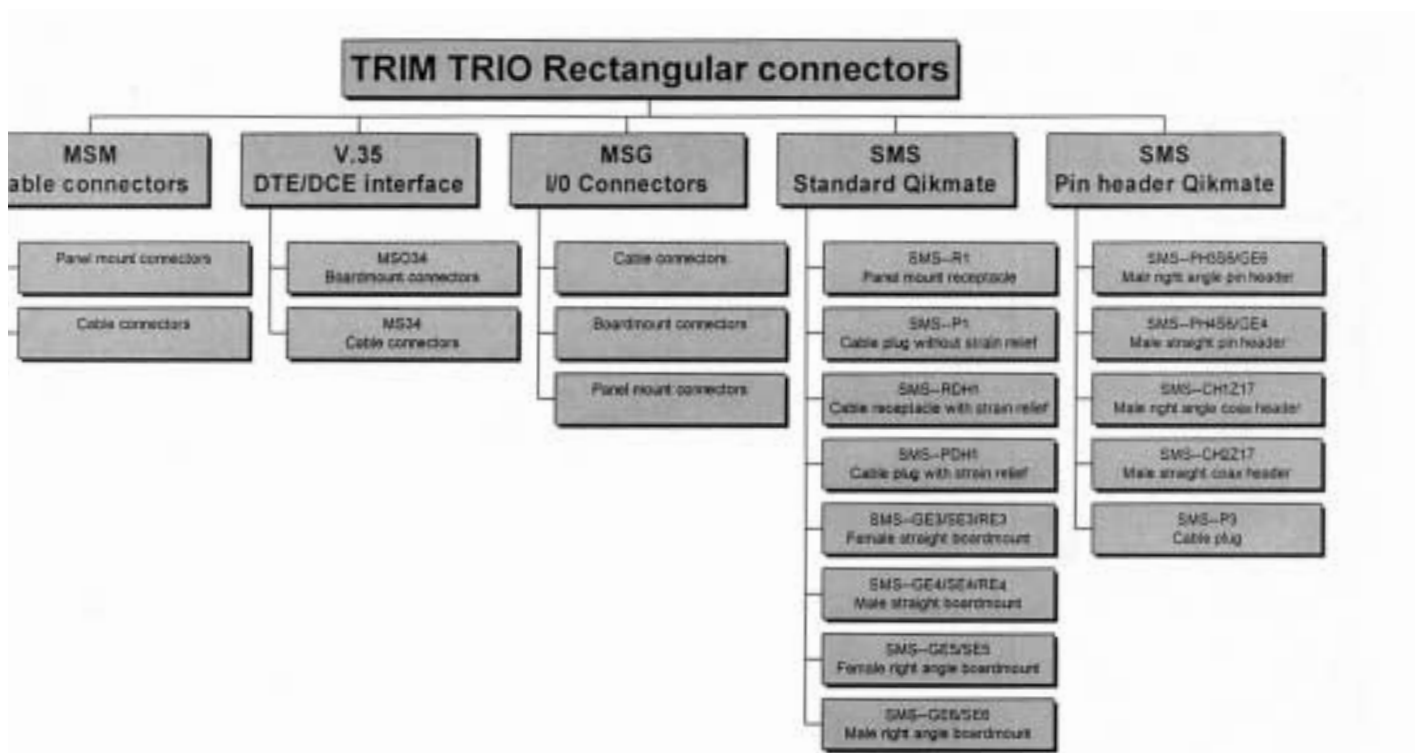 TRIM TRIO Rectangular connectors
MSM
able connectors
Panel mount connectors
Cable connectors
V.35
DTE/DCE interface
MSO34
Boardmount connectors
MS34
Cable connectors
MSG
I/0 Connectors
Cable connectors
Boardmount connectors
Panel mount connectors
SMS
Standard Qikmate
SMS--R1
Panel mount receptacle
SMS--P1
Cable plug without strain relief
SMS--RDH1
Cable receptacle with strain relief
SMS--PDH1
Cable plug with strain relief
SMS--GE3/SE3/RE3
Female straight boardmount
SMS--GE4/SE4/RE4
Male straight boardmount
SMS--GE5/SE5
Female right angle boardmount
SMS--GE6/SE6
Male right angle boardmount
SMS
Pin header Qikmate
right angle pin header
Male straight pin header
SMS--CH1Z17
Male right angle coax header
SMS--CH2Z17
Male straight coax header
SMS--P3
Cable plug